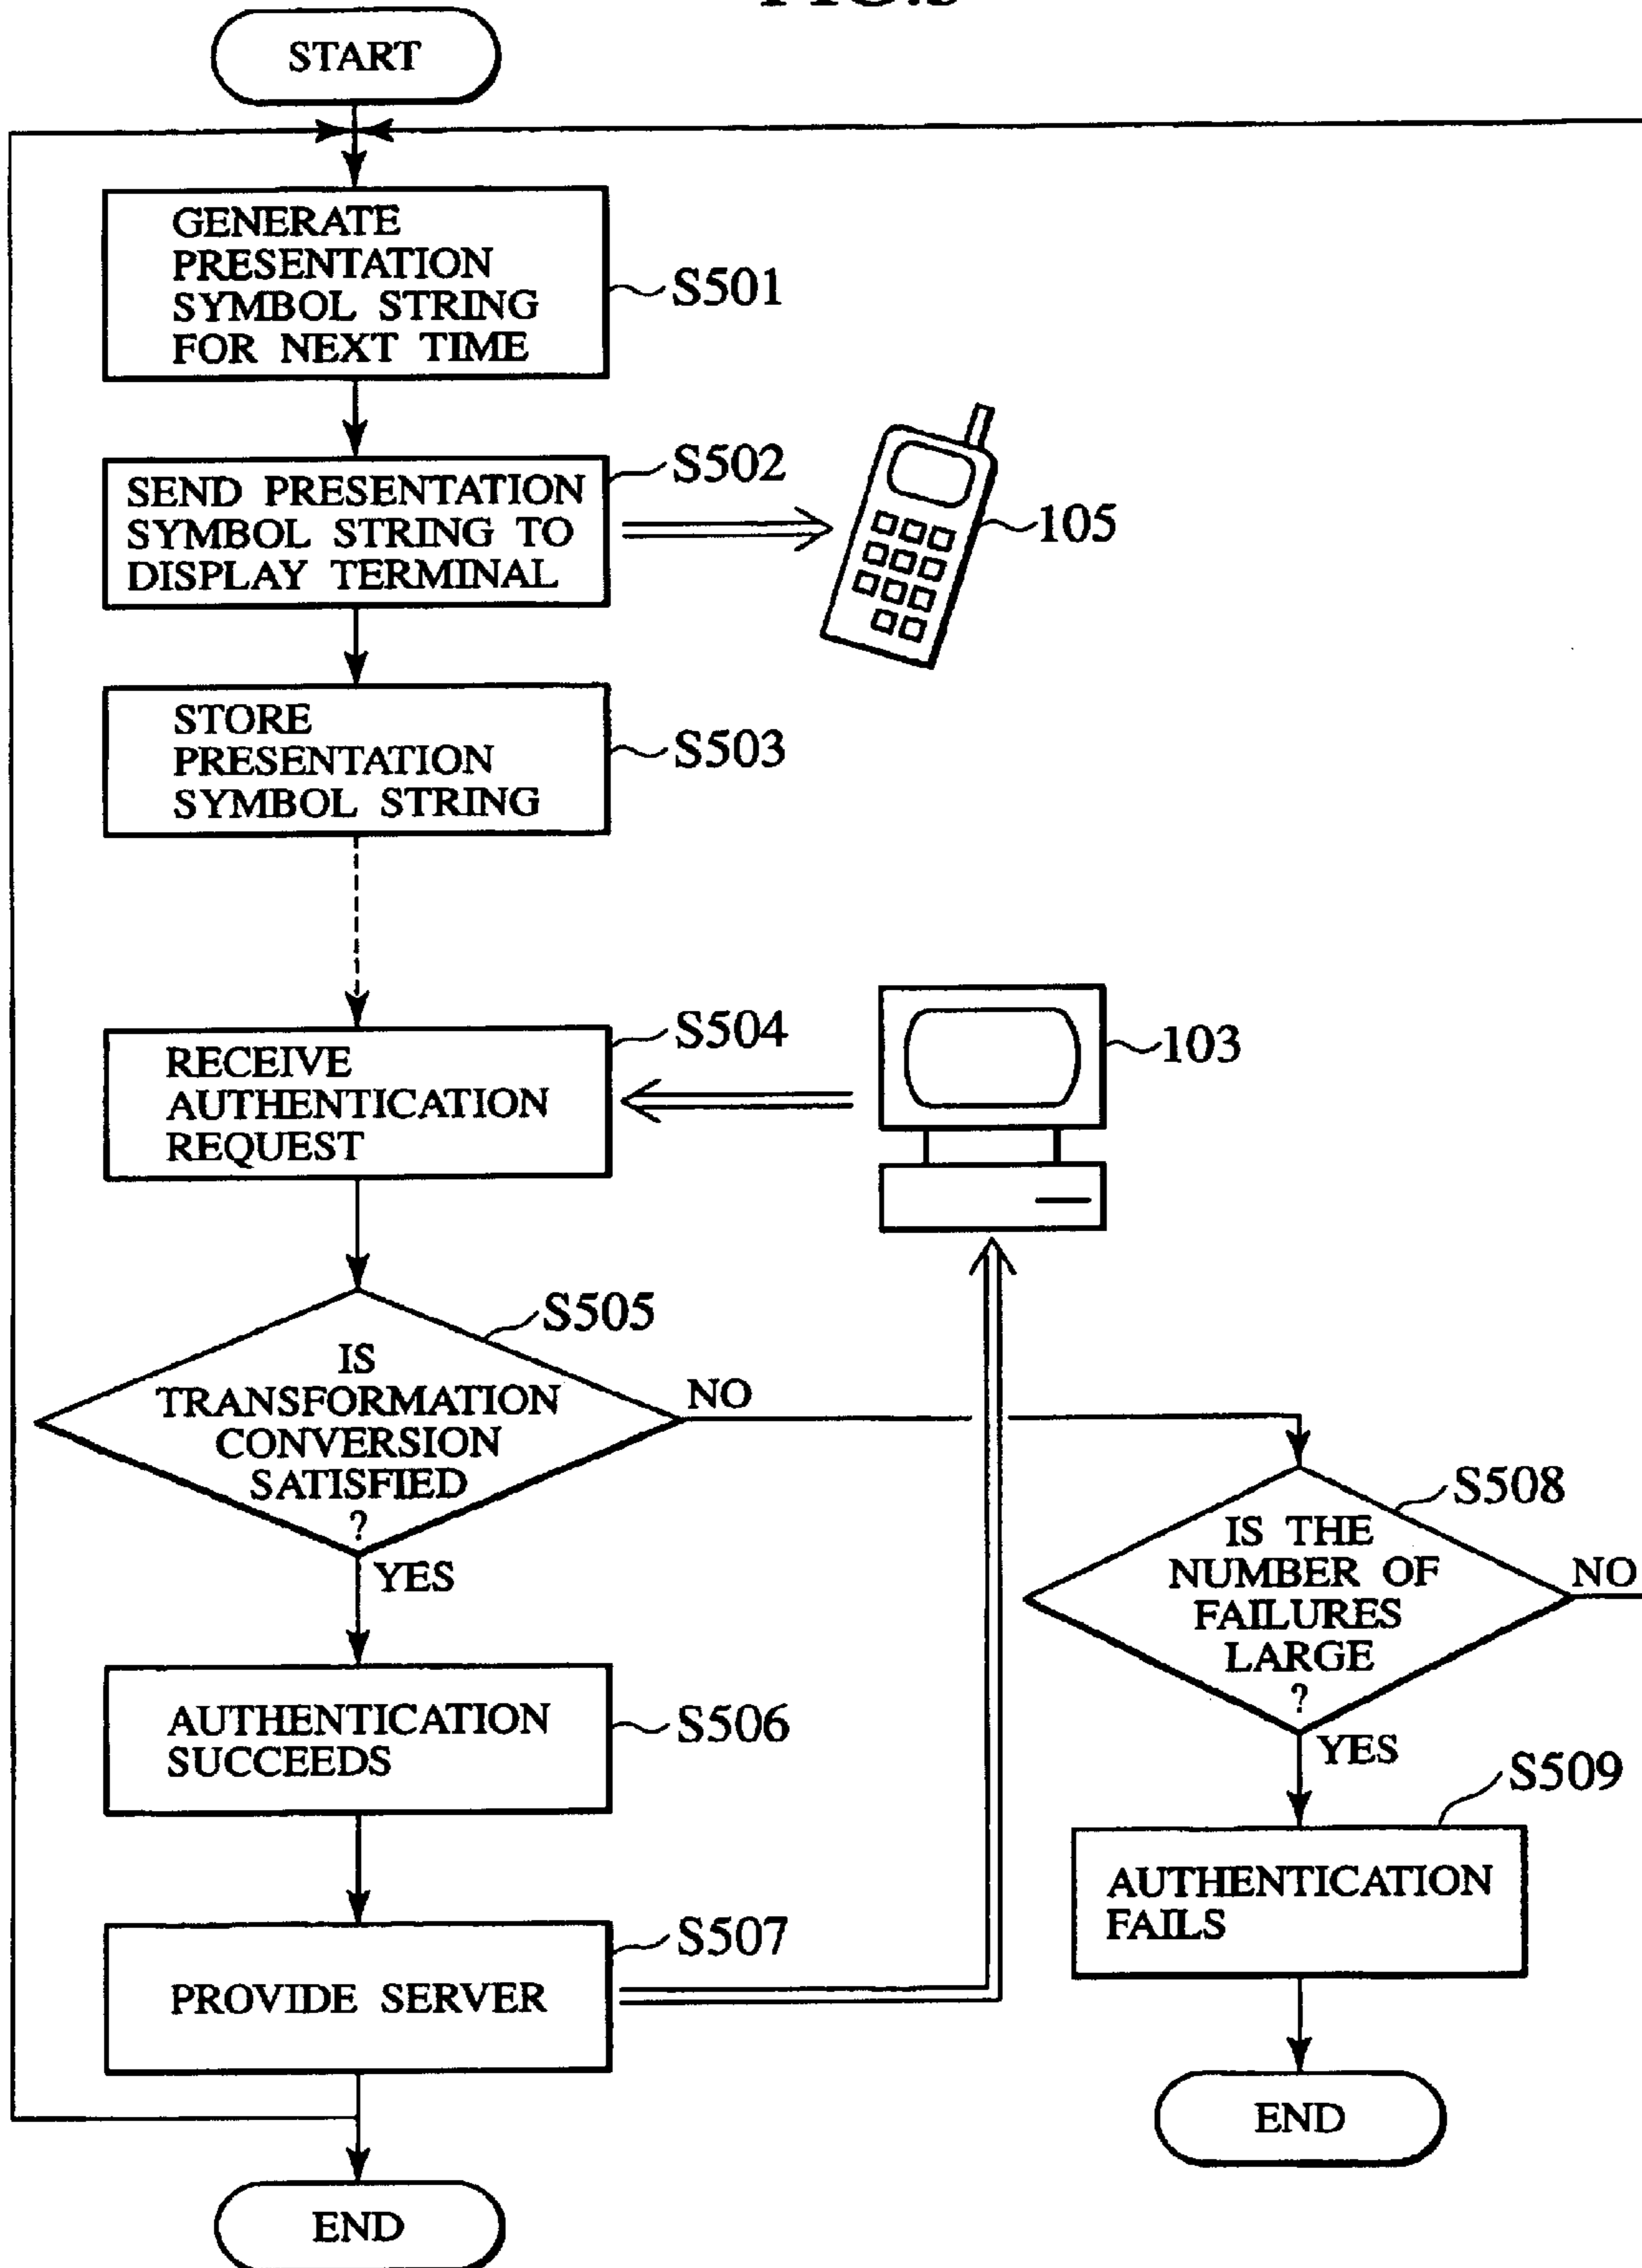 START
GENERATE
PRESENTATION
SYMBOL STRING
FOR NEXT TIME
S501
SEND PRESENTATION
SYMBOL STRING TO
DISPLAY TERMINAL
S502
105
STORE
PRESENTATION
SYMBOL STRING
S503
RECEIVE
AUTHENTICATION
REQUEST
S504
103
IS
TRANSFORMATION
CONVERSION
SATISFIED
?
S505
NO
YES
IS THE
NUMBER OF
FAILURES
LARGE
?
S508
NO
YES
AUTHENTICATION
SUCCEEDS
S506
AUTHENTICATION
FAILS
S509
PROVIDE SERVER
S507
END
END